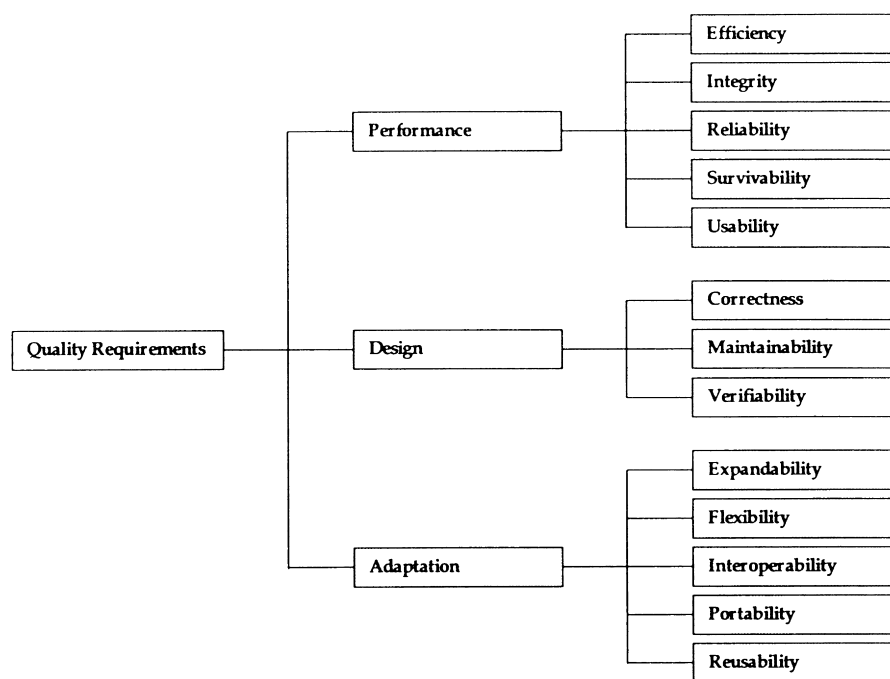 Quality Requirements
Performance
Efficiency
Integrity
Reliability
Survivability
Usability
Design
Correctness
Maintainability
Verifiability
Adaptation
Expandability
Flexibility
Interoperability
Portability
Reusability